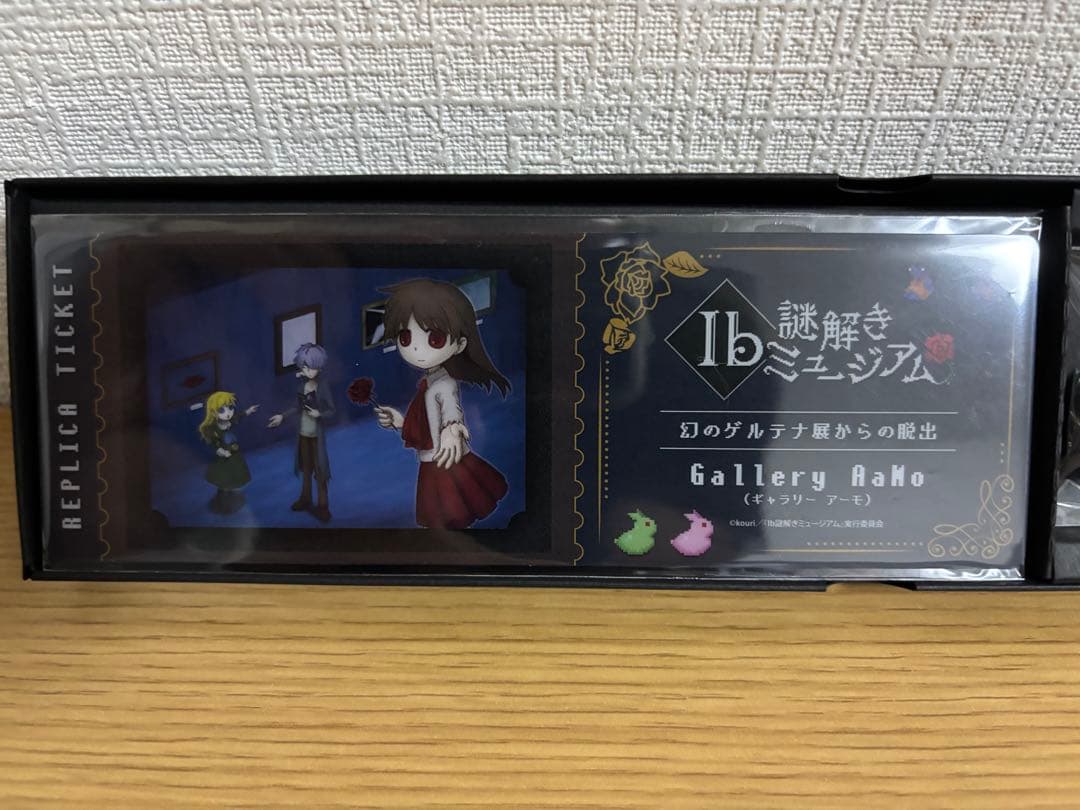 REPLICA TICKET
Ib 謎解き
ミュージアム
幻のゲルテナ展からの脱出
Gallery AaMo
(ギャラリー アーモ)
©kouri／「Ib謎解きミュージアム」実行委員会